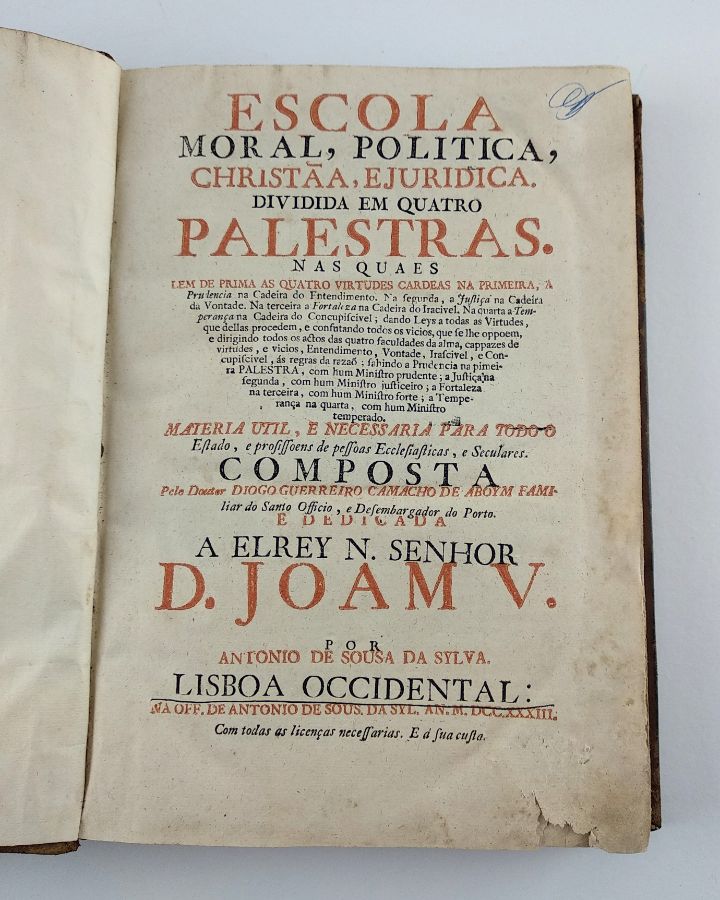 ESCOLA
MORAL, POLITICA,
CHRISTÃA, EJURIDICA.
DIVIDIDA EM QUATRO
PALESTRAS.
NAS QUAES
LEM DE PRIMA AS QUATRO VIRTUDES CARDEAS NA PRIMEIRA, A
Prudencia na Cadeira do Entendimento. Na segunda, a Justiça na Cadeira
da Vontade. Na terceira a Fortaleza na Cadeira do Iracivel. Na quarta a Tem-
perança na Cadeira do Concupiscivel; dando Leys a todas as Virtudes,
que dellas procedem, e confutando todos os vicios, que se lhe oppoem,
e dirigindo todos os actos das quatro faculdades da alma, cappazes de
virtudes, e vicios, Entendimento, Vontade, Irascivel, e Con-
cupiscivel, ás regras da razaõ: sahindo a Prudencia na pimei-
ra PALESTRA, com hum Ministro prudente; a Justiça na
segunda, com hum Ministro justiceiro; a Fortaleza
na terceira, com hum Ministro forte; a Tempe-
rança na quarta, com hum Ministro
temperado.
MATERIA UTIL, E NECESSARIA PARA TODO O
Estado, e profissoens de pessoas Ecclesiasticas, e Seculares.
COMPOSTA
Pelo Doutor DIOGO GUERREIRO CAMACHO DE ABOYM FAMI-
liar do Santo Officio, e Desembargador do Porto.
E DEDICADA
A ELREY N. SENHOR
D. JOAM V.
POR
ANTONIO DE SOUSA DA SYLVA.
LISBOA OCCIDENTAL:
NA OFF. DE ANTONIO DE SOUS. DA SYL. AN. M. DCC.XXXIII.
Com todas as licenças necessarias. E á sua custa.